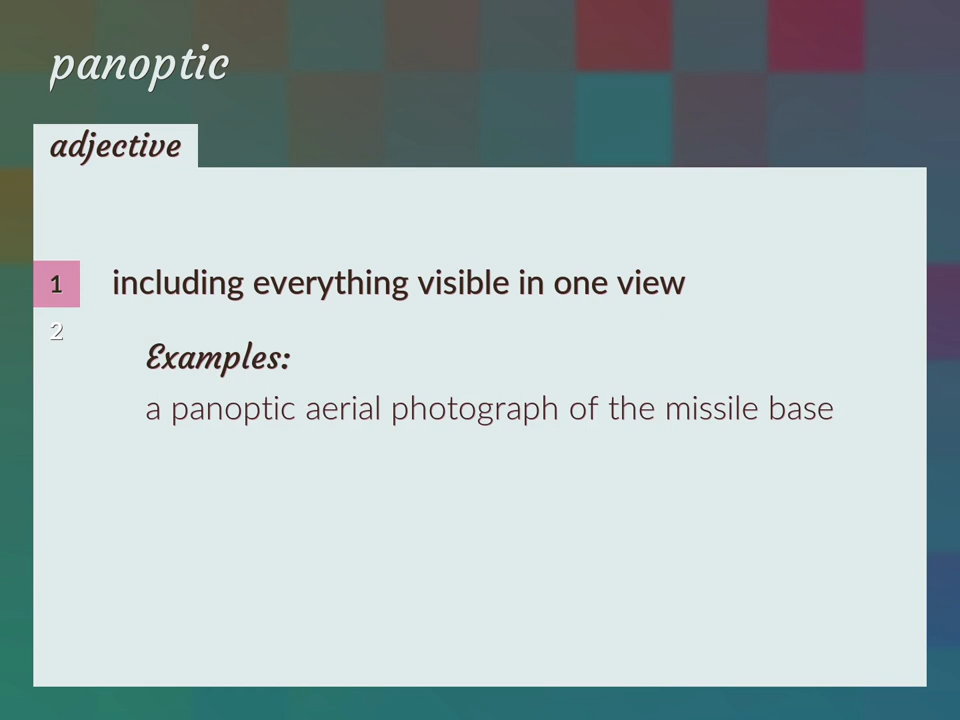 panoptic
adjective
1 including everything visible in one view
2
Examples:
a panoptic aerial photograph of the missile base